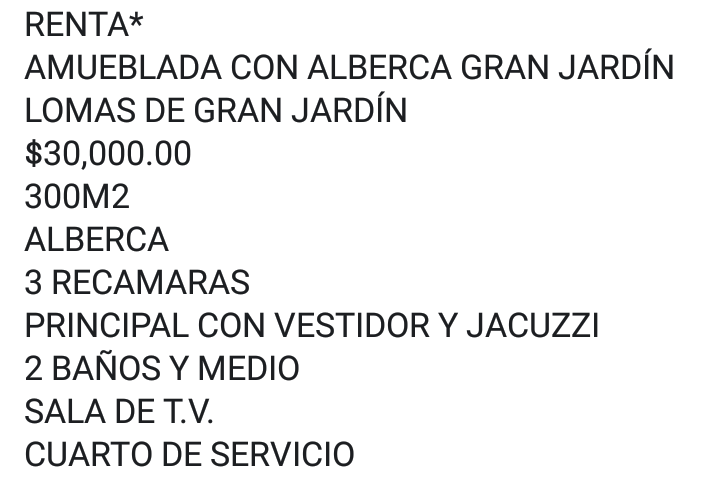 RENTA*
AMUEBLADA CON ALBERCA GRAN JARDÍN
LOMAS DE GRAN JARDÍN
$30,000.00
300M2
ALBERCA
3 RECAMARAS
PRINCIPAL CON VESTIDOR Y JACUZZI
2 BAÑOS Y MEDIO
SALA DE T.V.
CUARTO DE SERVICIO